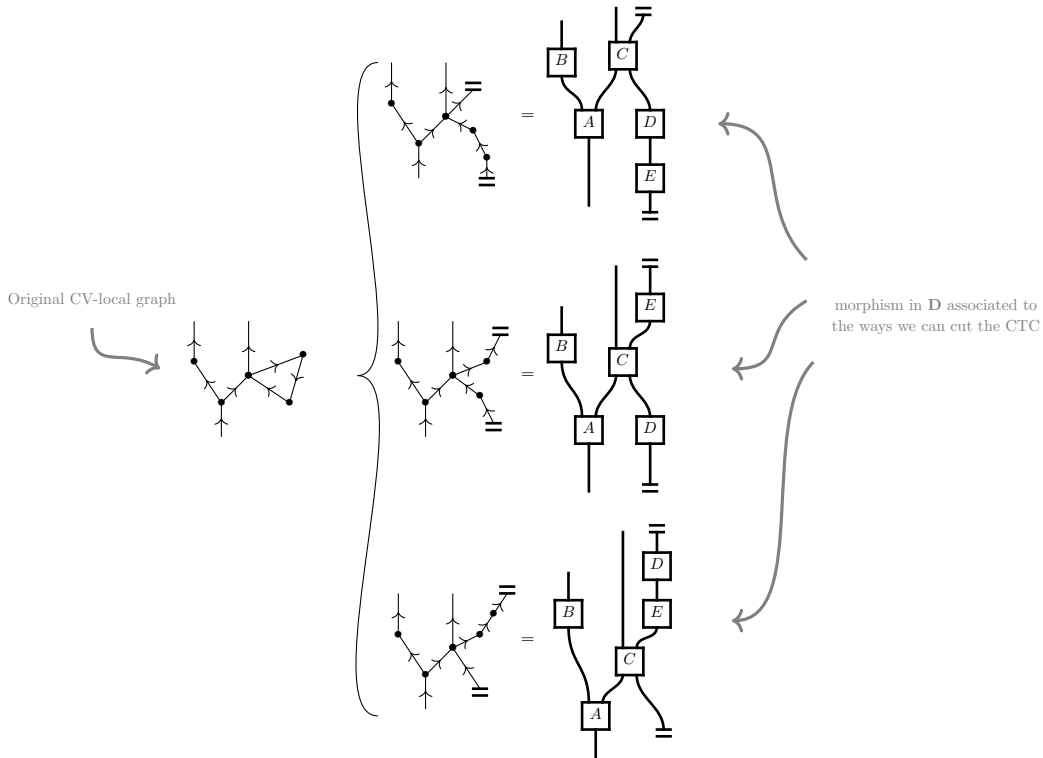 C
B
=
A
D
E
Original CV-local graph
E
B
C
=
A
D
morphism in D associated to
the ways we can cut the CTC
D
B
E
=
C
A